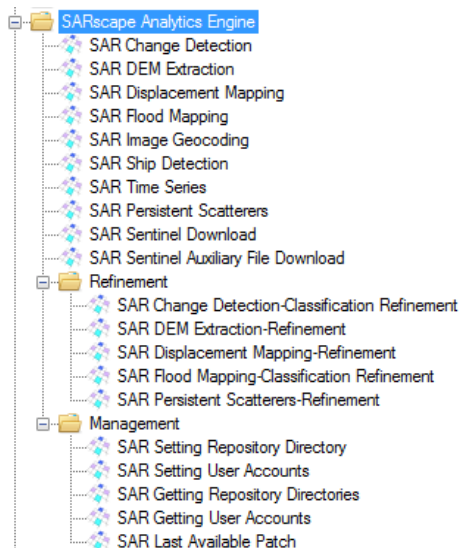 SARscape Analytics Engine
SAR Change Detection
SAR DEM Extraction
SAR Displacement Mapping
SAR Flood Mapping
SAR Image Geocoding
SAR Ship Detection
SAR Time Series
SAR Persistent Scatterers
SAR Sentinel Download
SAR Sentinel Auxiliary File Download
Refinement
SAR Change Detection-Classification Refinement
SAR DEM Extraction-Refinement
SAR Displacement Mapping-Refinement
SAR Flood Mapping-Classification Refinement
SAR Persistent Scatterers-Refinement
Management
SAR Setting Repository Directory
SAR Setting User Accounts
SAR Getting Repository Directories
SAR Getting User Accounts
SAR Last Available Patch